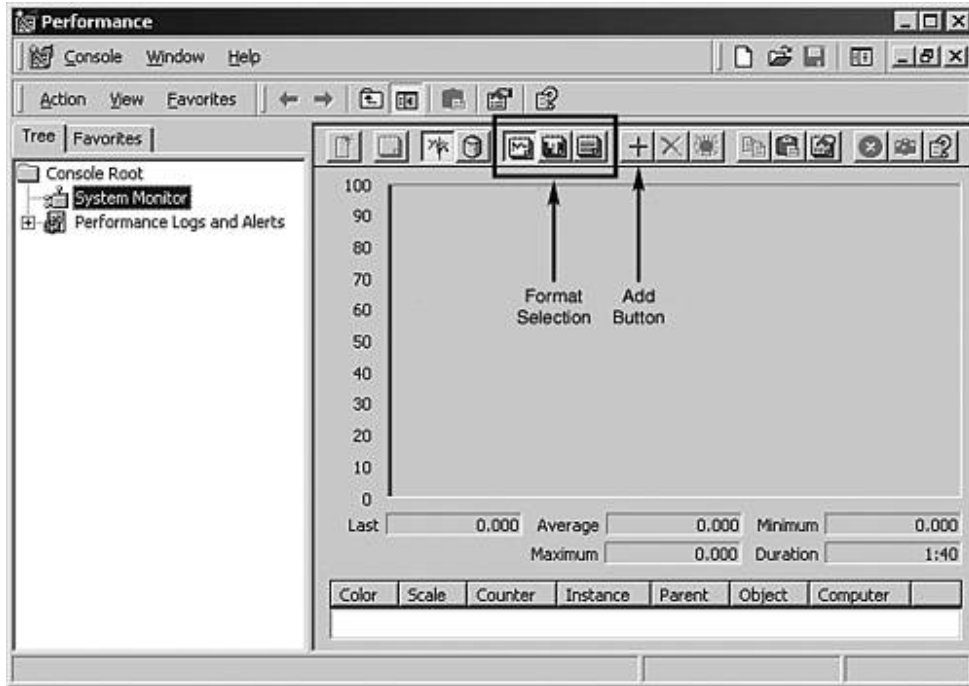 Performance
Console Window Help
Action View Favorites
Tree Favorites
Console Root
System Monitor
Performance Logs and Alerts
100
90
80
70
60
50
40
30
20
10
0
Format Selection
Add Button
Last 0.000 Average 0.000 Minimum 0.000
Maximum 0.000 Duration 1:40
Color Scale Counter Instance Parent Object Computer